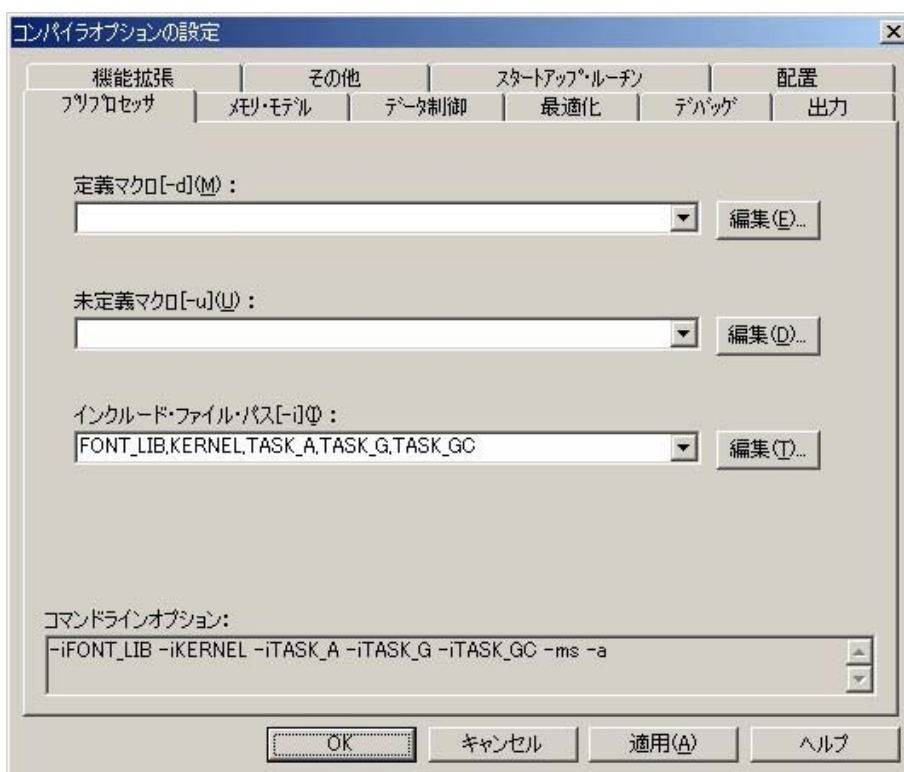 コンパイラオプションの設定
機能拡張 その他 スタートアップ・ルーチン 配置
プリプロセッサ メモリ・モデル データ制御 最適化 デバッグ 出力
定義マクロ[-d](M):
編集(E)...
未定義マクロ[-u](U):
編集(D)...
インクルード・ファイル・パス[-i](I):
FONT_LIB,KERNEL,TASK_A,TASK_G,TASK_GC
編集(T)...
コマンドラインオプション:
-iFONT_LIB -iKERNEL -iTASK_A -iTASK_G -iTASK_GC -ms -a
OK キャンセル 適用(A) ヘルプ